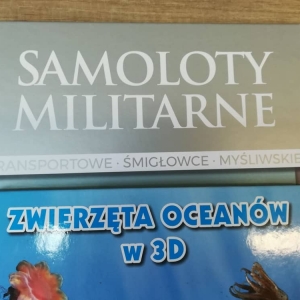 SAMOLOTY
MILITARNE
RANSPORTOWE · ŚMIGŁOWCE · MYŚLIWSKIE
ZWIERZĘTA OCEANÓW
w 3D